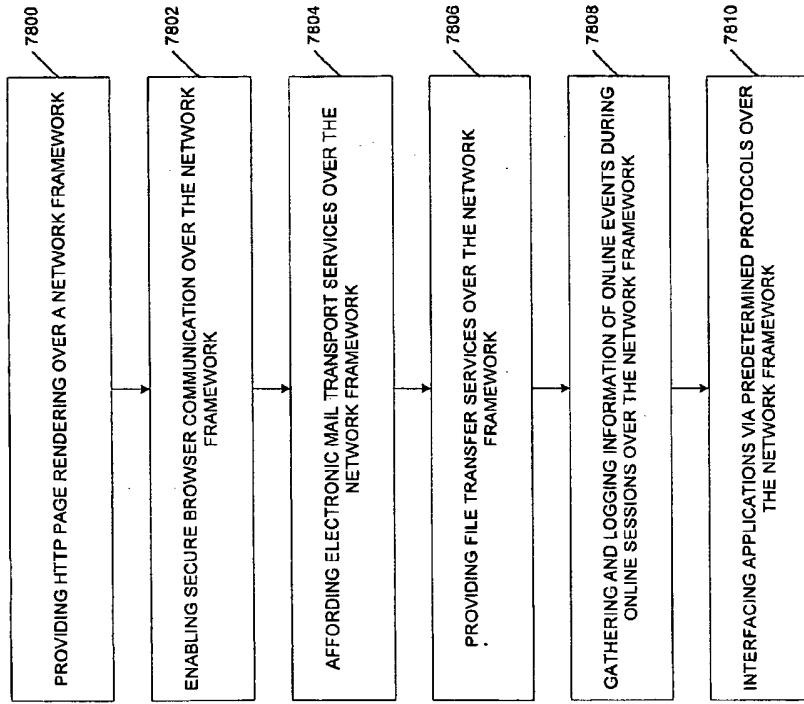 7800
PROVIDING HTTP PAGE RENDERING OVER A NETWORK FRAMEWORK
7802
ENABLING SECURE BROWSER COMMUNICATION OVER THE NETWORK
FRAMEWORK
7804
AFFORDING ELECTRONIC MAIL TRANSPORT SERVICES OVER THE
NETWORK FRAMEWORK
7806
PROVIDING FILE TRANSFER SERVICES OVER THE NETWORK
FRAMEWORK
7808
GATHERING AND LOGGING INFORMATION OF ONLINE EVENTS DURING
ONLINE SESSIONS OVER THE NETWORK FRAMEWORK
7810
INTERFACING APPLICATIONS VIA PREDETERMINED PROTOCOLS OVER
THE NETWORK FRAMEWORK